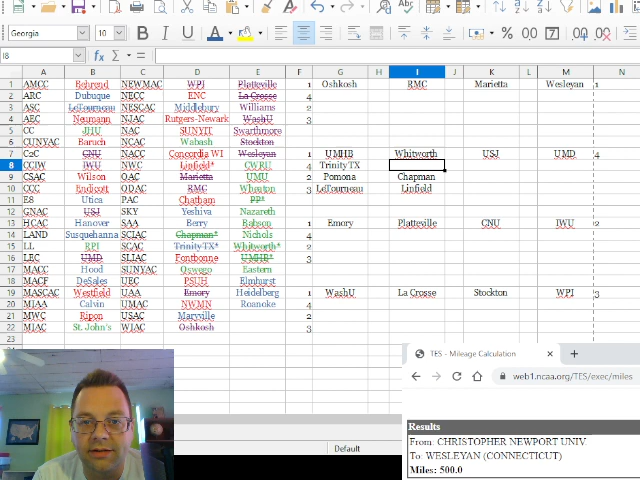 Georgia 10
I8
A B C D E F G H I J K L M N
1 AMCC Behrend NEWMAC WPI Platteville 1 Oshkosh RMC Marietta Wesleyan 1
2 ARC Dubuque NECC ENC La Crosse 4
3 ASC LeTourneau NESCAC Middlebury Williams 2
4 AEC Neumann NJAC Rutgers-Newark WashU 3
5 CC JHU NAC SUNYIT Swarthmore
6 CUNYAC Baruch NCAC Wabash Stockton
7 C2C GNU NACC Concordia WI Wesleyan 1 UMHB Whitworth USJ UMD 4
8 CCIW IWU NWC Linfield* CWRU 4 Trinity TX
9 CSAC Wilson OAC Marietta UMU 2 Pomona Chapman
10 CCC Endicott ODAC RMC Wheaton 3 LeTourneau Linfield
11 E8 Utica PAC Chatham PP*
12 GNAC USJ SKY Yeshiva Nazareth
13 HCAC Hanover SAA Berry Babson 1 Emory Platteville CNU IWU 2
14 LAND Susquehanna SCIAC Chapman* Nichols 4
15 LL RPI SCAC TrinityTX* Whitworth* 2
16 LEC UMD SLIAC Fontbonne UMHB* 3
17 MACC Hood SUNYAC Oswego Eastern
18 MACF DeSales UEC PSUH Elmhurst
19 MASCAC Westfield UAA Emory Heidelberg 1 WashU La Crosse Stockton WPI 3
20 MIAA Calvin UMAC NWMN Roanoke 4
21 MWC Ripon USAC Maryville 2
22 MIAC St. John's WIAC Oshkosh 3
23
TES - Mileage Calculation
web1.ncaa.org/TES/exec/miles
Results
From: CHRISTOPHER NEWPORT UNIV.
To: WESLEYAN (CONNECTICUT)
Miles: 500.0
Default